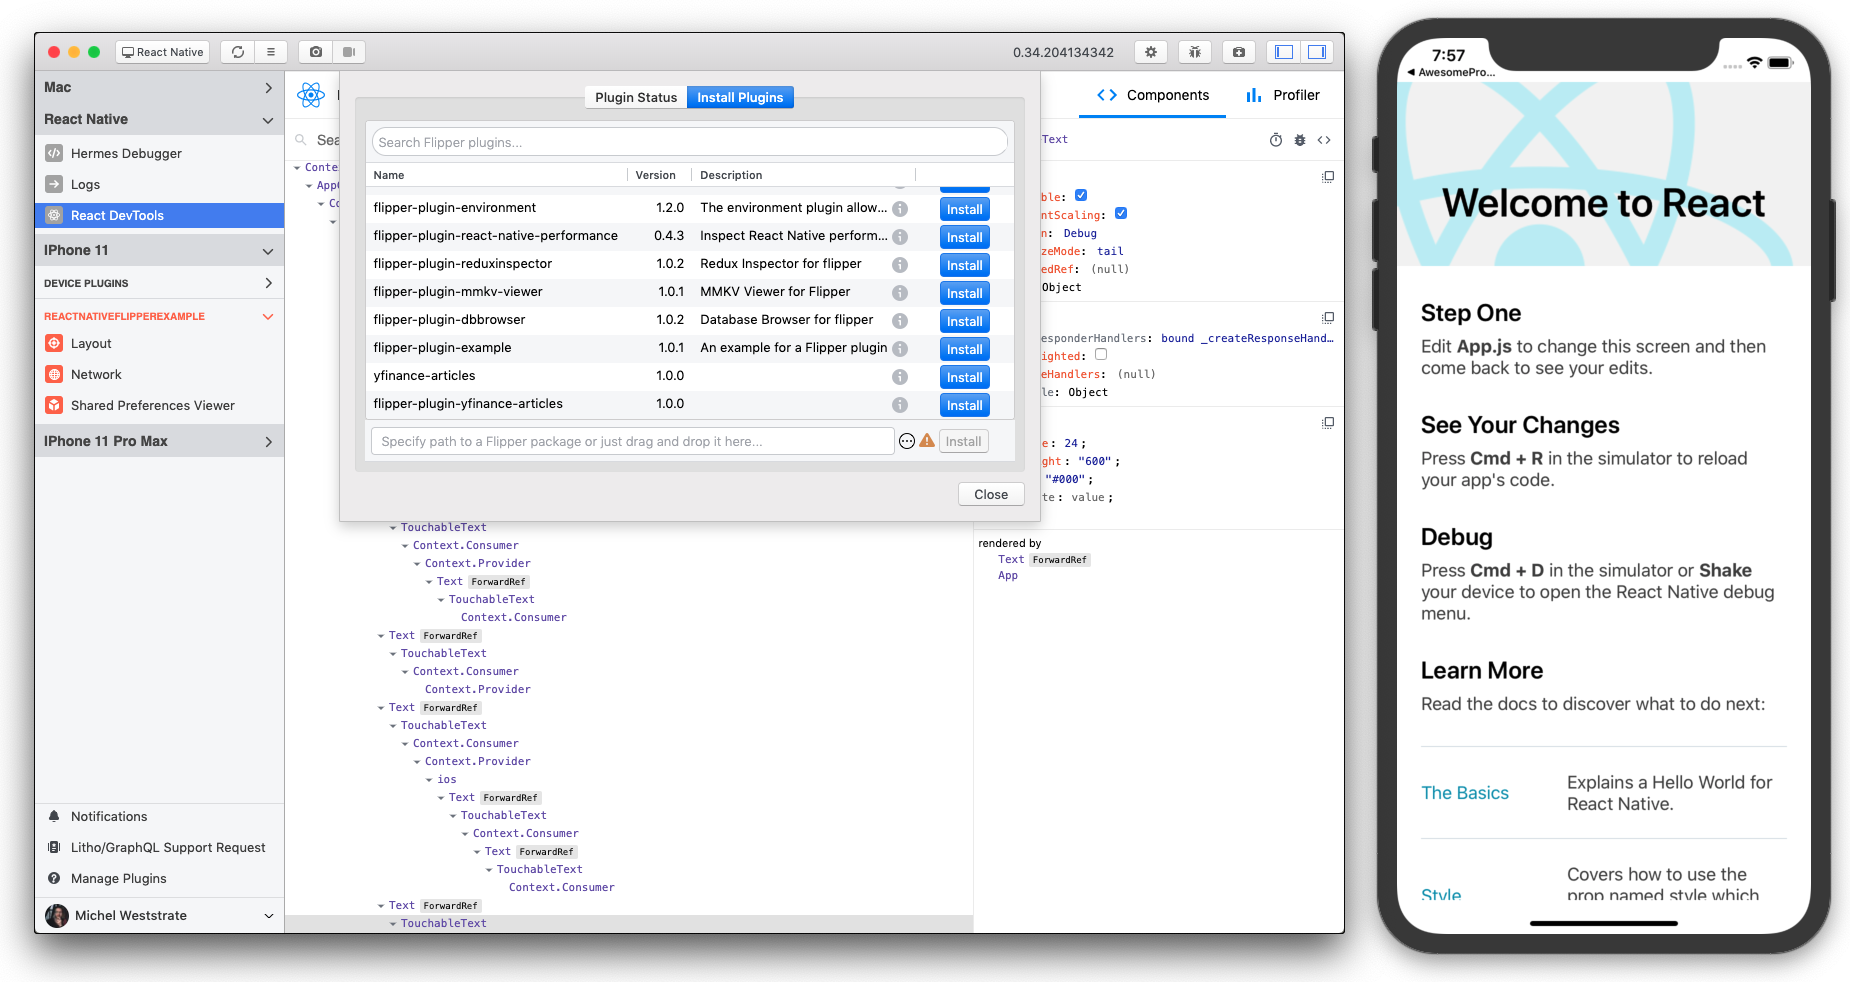 React Native
0.34.204134342
Mac
React Native
Hermes Debugger
Logs
React DevTools
IPhone 11
DEVICE PLUGINS
REACTNATIVEFLIPPEREXAMPLE
Layout
Network
Shared Preferences Viewer
IPhone 11 Pro Max
Notifications
Litho/GraphQL Support Request
Manage Plugins
Michel Weststrate
Plugin Status
Install Plugins
Search Flipper plugins...
Name Version Description
flipper-plugin-environment 1.2.0 The environment plugin allow... Install
flipper-plugin-react-native-performance 0.4.3 Inspect React Native perform... Install
flipper-plugin-reduxinspector 1.0.2 Redux Inspector for flipper Install
flipper-plugin-mmkv-viewer 1.0.1 MMKV Viewer for Flipper Install
flipper-plugin-dbbrowser 1.0.2 Database Browser for flipper Install
flipper-plugin-example 1.0.1 An example for a Flipper plugin Install
yfinance-articles 1.0.0 Install
flipper-plugin-yfinance-articles 1.0.0 Install
Specify path to a Flipper package or just drag and drop it here... Install
Close
Sea
Conte
App
Co
TouchableText
Context.Consumer
Context.Provider
Text ForwardRef
TouchableText
Context.Consumer
Text ForwardRef
TouchableText
Context.Consumer
Context.Provider
Text ForwardRef
TouchableText
Context.Consumer
Context.Provider
ios
Text ForwardRef
TouchableText
Context.Consumer
Text ForwardRef
TouchableText
Context.Consumer
Text ForwardRef
TouchableText
Components
Profiler
Text
ble:
ntScaling:
n: Debug
zeMode: tail
edRef: (null)
Object
esponderHandlers: bound _createResponseHand…
ighted:
eHandlers: (null)
le: Object
e: 24;
ght: "600";
"#000";
te: value;
rendered by
Text ForwardRef
App
7:57
AwesomePro...
Welcome to React
Step One
Edit App.js to change this screen and then
come back to see your edits.
See Your Changes
Press Cmd + R in the simulator to reload
your app's code.
Debug
Press Cmd + D in the simulator or Shake
your device to open the React Native debug
menu.
Learn More
Read the docs to discover what to do next:
The Basics
Explains a Hello World for
React Native.
Style
Covers how to use the
prop named style which